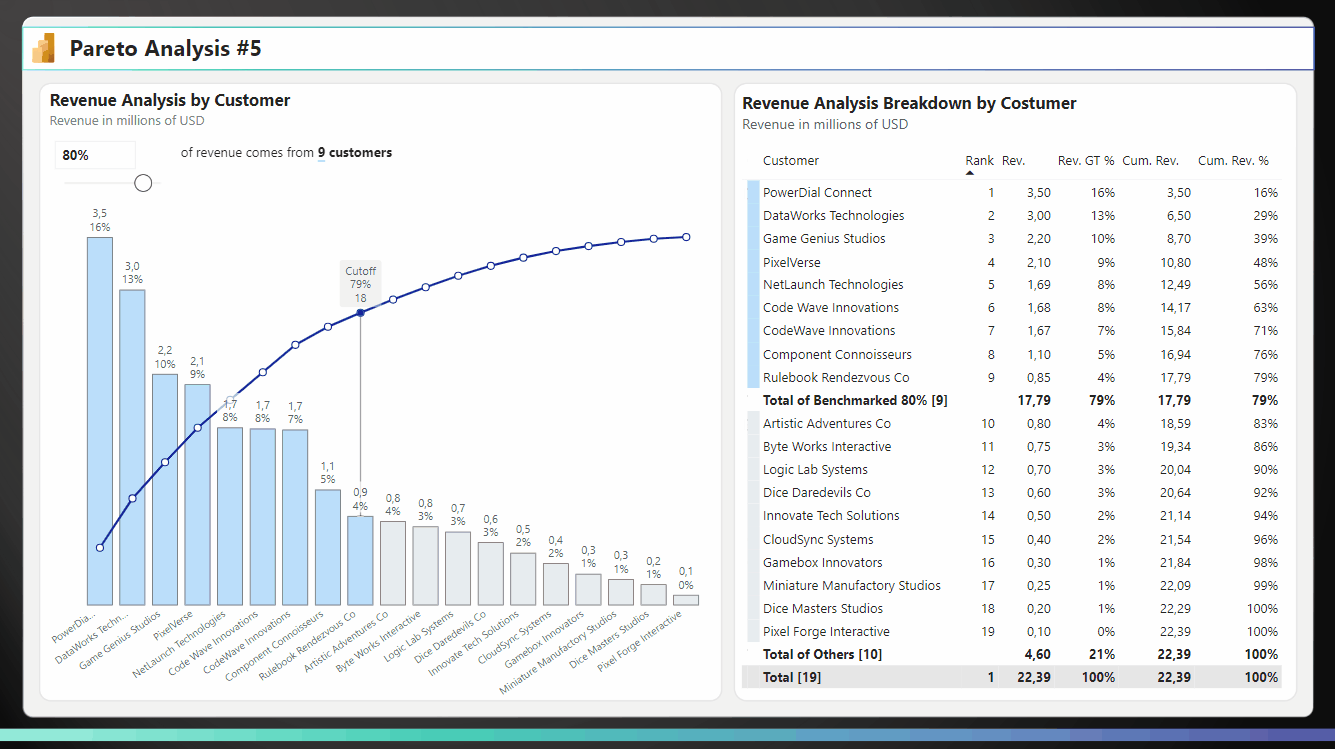 Pareto Analysis #5
Revenue Analysis by Customer
Revenue in millions of USD
80%
of revenue comes from 9 customers
3,5
16%
3,0
13%
2,2
10%
2,1
9%
1,7
8%
1,7
8%
1,7
7%
1,1
5%
Cutoff
79%
18
0,9
4%
0,8
4%
0,8
3%
0,7
3%
0,6
3%
0,5
2%
0,4
2%
0,3
1%
0,3
1%
0,2
1%
0,1
0%
PowerDia...
DataWorks Techn...
Game Genius Studios
PixelVerse
NetLaunch Technologies
Code Wave Innovations
CodeWave Innovations
Component Connoisseurs
Rulebook Rendezvous Co
Artistic Adventures Co
Byte Works Interactive
Logic Lab Systems
Dice Daredevils Co
Innovate Tech Solutions
CloudSync Systems
Gamebox Innovators
Miniature Manufactory Studios
Dice Masters Studios
Pixel Forge Interactive
Revenue Analysis Breakdown by Costumer
Revenue in millions of USD
Customer Rank Rev. Rev. GT % Cum. Rev. Cum. Rev. %
PowerDial Connect 1 3,50 16% 3,50 16%
DataWorks Technologies 2 3,00 13% 6,50 29%
Game Genius Studios 3 2,20 10% 8,70 39%
PixelVerse 4 2,10 9% 10,80 48%
NetLaunch Technologies 5 1,69 8% 12,49 56%
Code Wave Innovations 6 1,68 8% 14,17 63%
CodeWave Innovations 7 1,67 7% 15,84 71%
Component Connoisseurs 8 1,10 5% 16,94 76%
Rulebook Rendezvous Co 9 0,85 4% 17,79 79%
Total of Benchmarked 80% [9] 17,79 79% 17,79 79%
Artistic Adventures Co 10 0,80 4% 18,59 83%
Byte Works Interactive 11 0,75 3% 19,34 86%
Logic Lab Systems 12 0,70 3% 20,04 90%
Dice Daredevils Co 13 0,60 3% 20,64 92%
Innovate Tech Solutions 14 0,50 2% 21,14 94%
CloudSync Systems 15 0,40 2% 21,54 96%
Gamebox Innovators 16 0,30 1% 21,84 98%
Miniature Manufactory Studios 17 0,25 1% 22,09 99%
Dice Masters Studios 18 0,20 1% 22,29 100%
Pixel Forge Interactive 19 0,10 0% 22,39 100%
Total of Others [10] 4,60 21% 22,39 100%
Total [19] 1 22,39 100% 22,39 100%